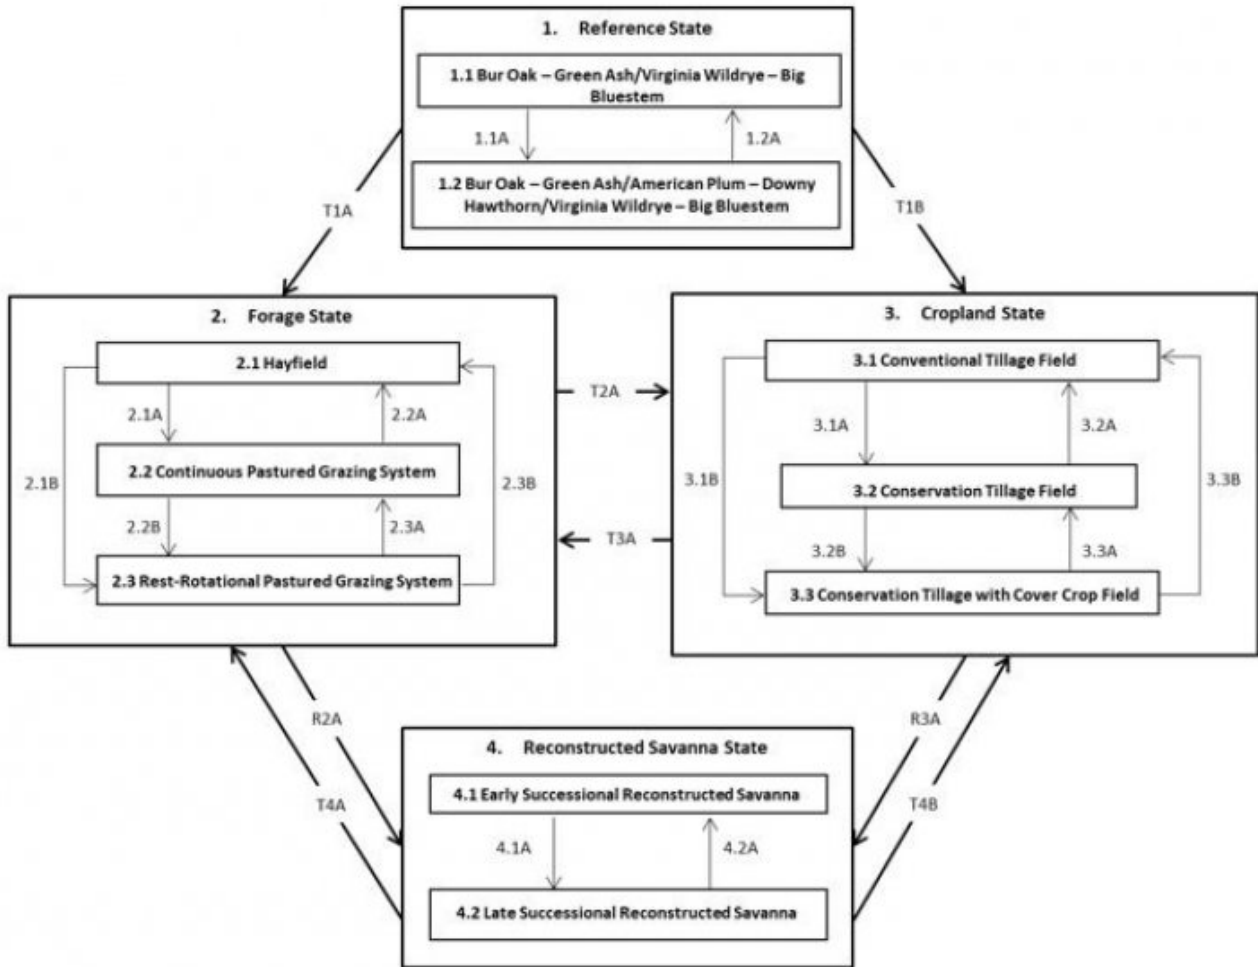 1. Reference State
1.1 Bur Oak – Green Ash/Virginia Wildrye – Big
Bluestem
1.1A
1.2A
1.2 Bur Oak – Green Ash/American Plum – Downy
Hawthorn/Virginia Wildrye – Big Bluestem
T1A
T1B
2. Forage State
2.1 Hayfield
2.1A
2.2A
2.2 Continuous Pastured Grazing System
2.1B
2.3B
2.2B
2.3A
2.3 Rest-Rotational Pastured Grazing System
T2A
T3A
3. Cropland State
3.1 Conventional Tillage Field
3.1A
3.2A
3.2 Conservation Tillage Field
3.1B
3.3B
3.2B
3.3A
3.3 Conservation Tillage with Cover Crop Field
R2A
T4A
R3A
T4B
4. Reconstructed Savanna State
4.1 Early Successional Reconstructed Savanna
4.1A
4.2A
4.2 Late Successional Reconstructed Savanna